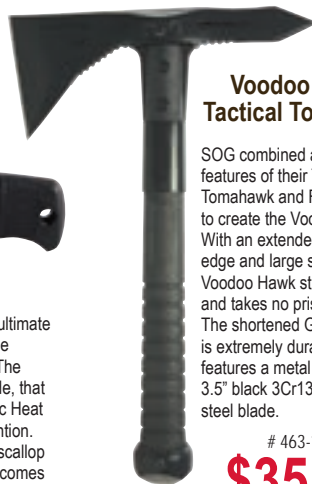 Voodoo
Tactical To
SOG combined a
features of their
Tomahawk and F
to create the Voo
With an extende
edge and large s
Voodoo Hawk st
and takes no pris
The shortened G
is extremely dura
features a metal
3.5” black 3Cr13
steel blade.
# 463-
$35
ultimate
e
The
le, that
c Heat
ntion.
scallop
comes